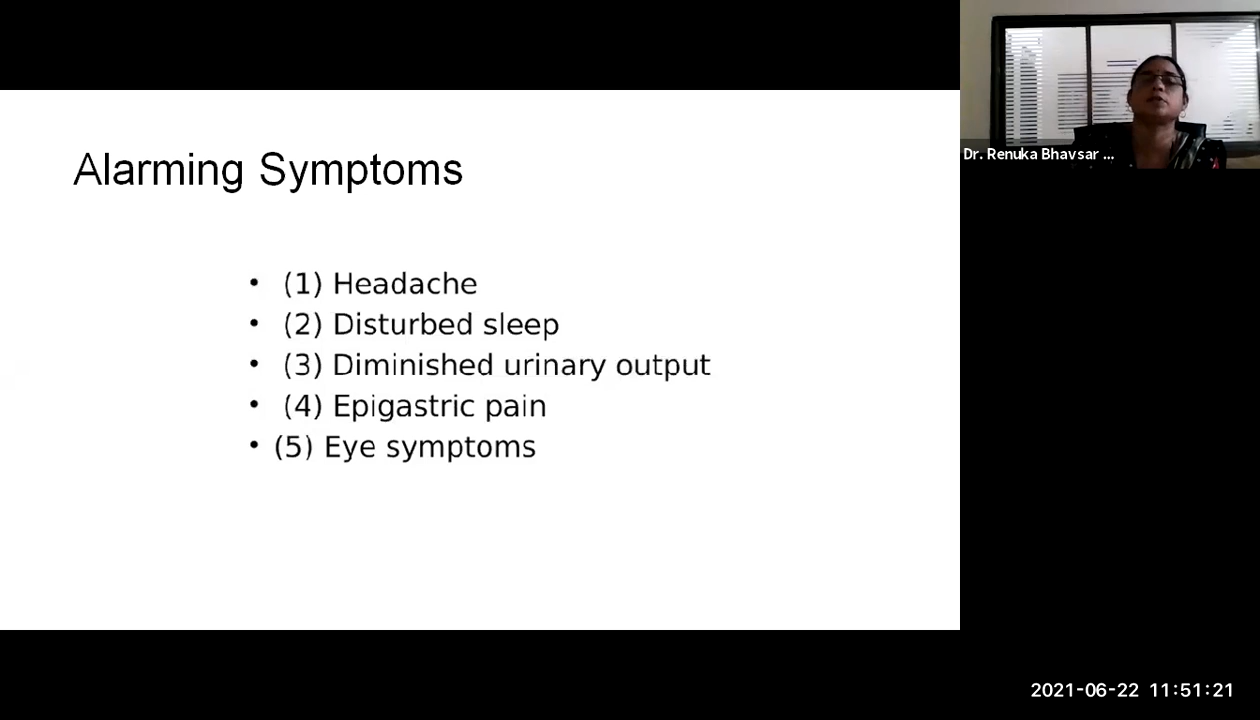 Alarming Symptoms
• (1) Headache
• (2) Disturbed sleep
• (3) Diminished urinary output
• (4) Epigastric pain
• (5) Eye symptoms
Dr. Renuka Bhavsar ...
2021-06-22 11:51:21